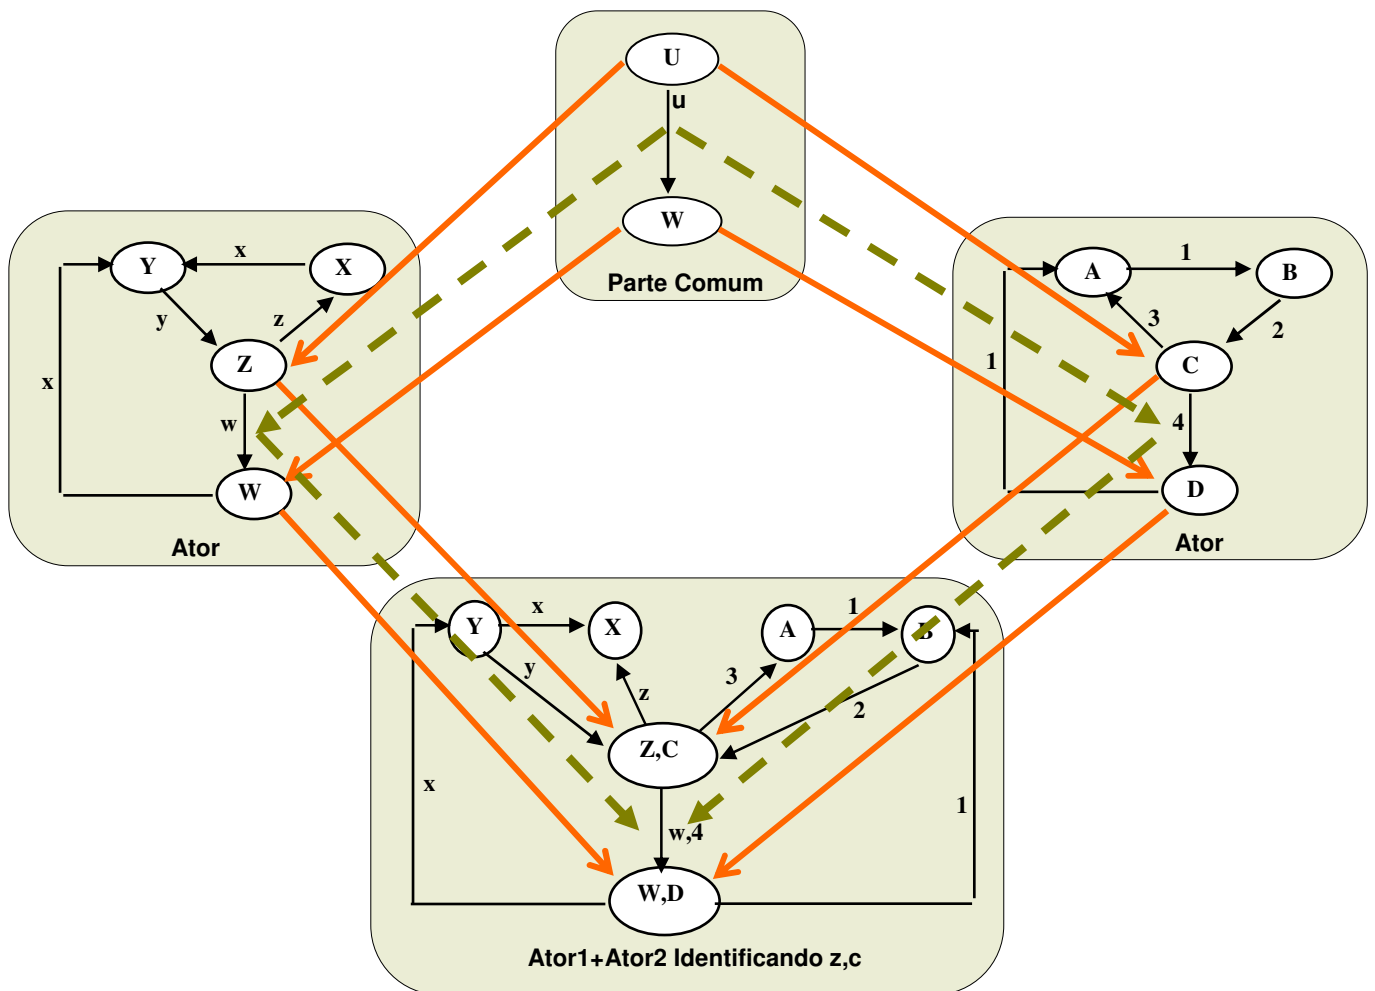 U
u
W
Parte Comum
Y
x
X
y
z
Z
x
w
W
Ator
A
1
B
3
2
C
1
4
D
Ator
Y
x
X
A
1
B
y
z
3
2
Z,C
x
w,4
1
W,D
Ator1+Ator2 Identificando z,c